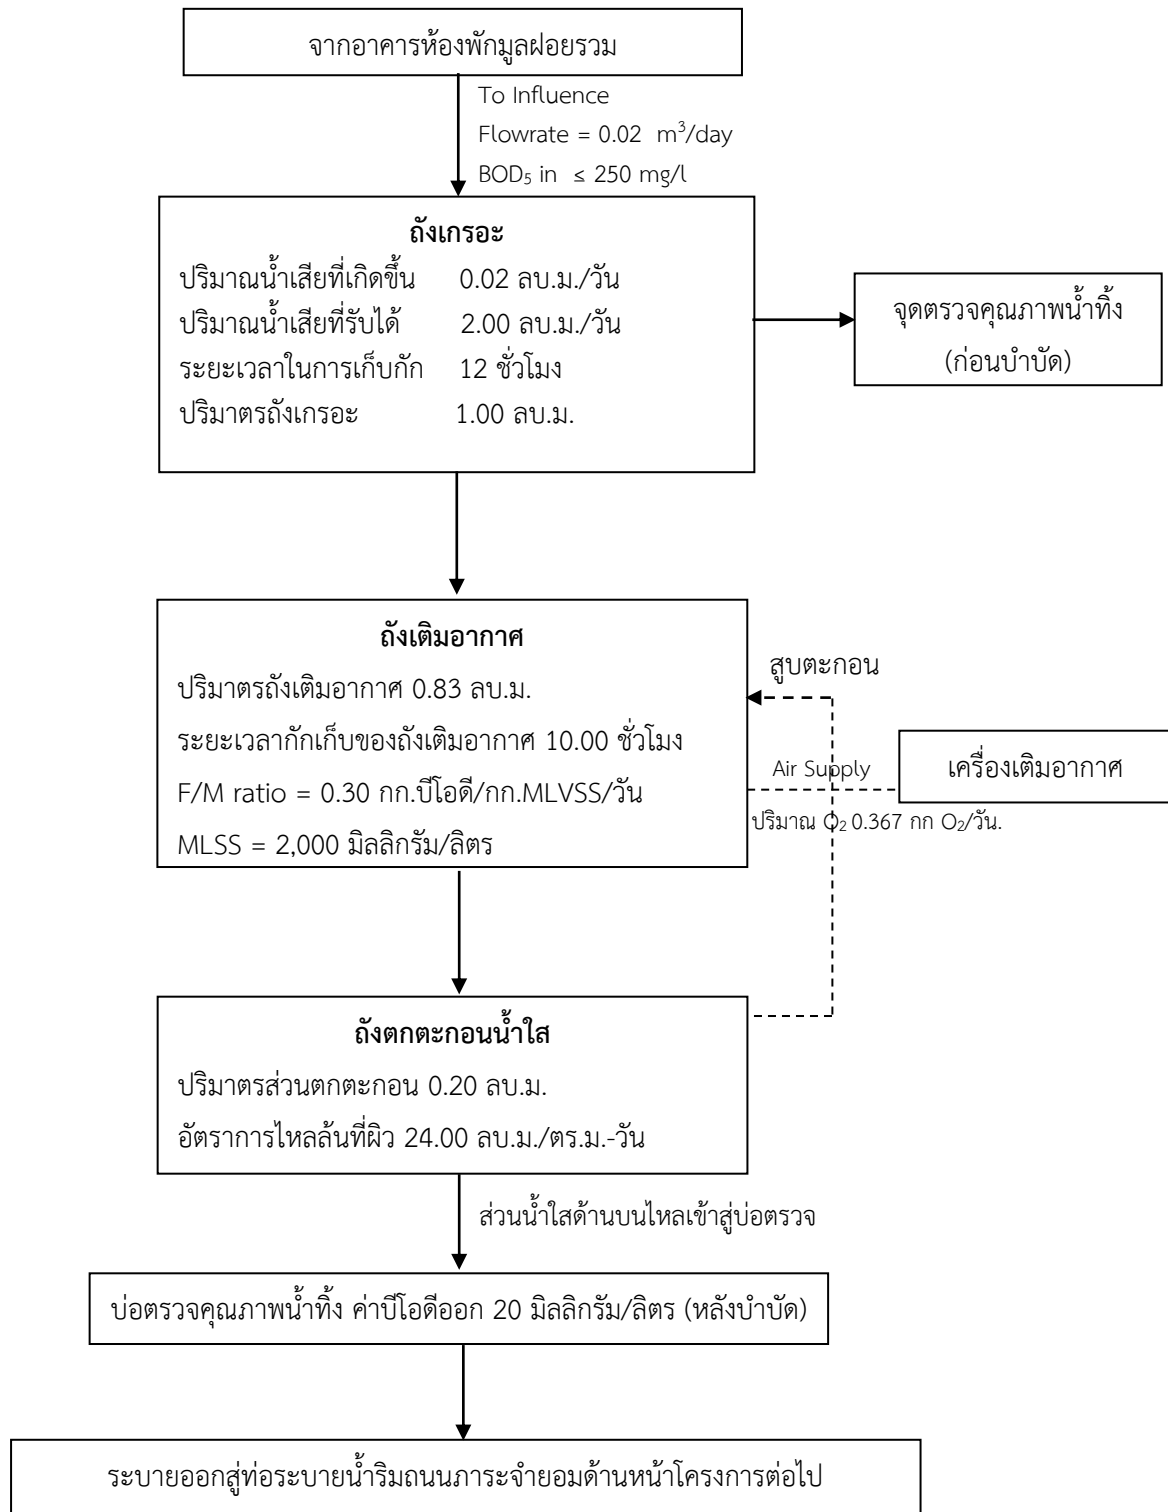 จากอาคารห้องพักมูลฝอยรวม
To Influence
Flowrate = 0.02 m³/day
BOD₅ in ≤ 250 mg/l
ถังเกรอะ
ปริมาณน้ำเสียที่เกิดขึ้น 0.02 ลบ.ม./วัน
ปริมาณน้ำเสียที่รับได้ 2.00 ลบ.ม./วัน
ระยะเวลาในการเก็บกัก 12 ชั่วโมง
ปริมาตรถังเกรอะ 1.00 ลบ.ม.
จุดตรวจคุณภาพน้ำทิ้ง
(ก่อนบำบัด)
ถังเติมอากาศ
ปริมาตรถังเติมอากาศ 0.83 ลบ.ม.
ระยะเวลากักเก็บของถังเติมอากาศ 10.00 ชั่วโมง
F/M ratio = 0.30 กก.บีโอดี/กก.MLVSS/วัน
MLSS = 2,000 มิลลิกรัม/ลิตร
สูบตะกอน
Air Supply
ปริมาณ O₂ 0.367 กก O₂/วัน.
เครื่องเติมอากาศ
ถังตกตะกอนน้ำใส
ปริมาตรส่วนตกตะกอน 0.20 ลบ.ม.
อัตราการไหลล้นที่ผิว 24.00 ลบ.ม./ตร.ม.-วัน
ส่วนน้ำใสด้านบนไหลเข้าสู่บ่อตรวจ
บ่อตรวจคุณภาพน้ำทิ้ง ค่าบีโอดีออก 20 มิลลิกรัม/ลิตร (หลังบำบัด)
ระบายออกสู่ท่อระบายน้ำริมถนนภาระจำยอมด้านหน้าโครงการต่อไป